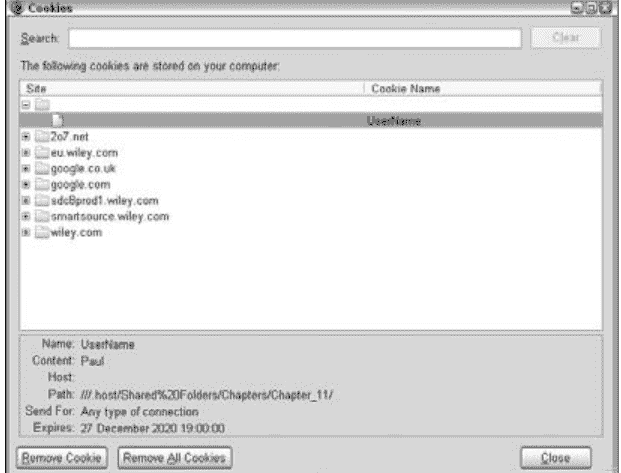 Cookies
Search:
Clear
The following cookies are stored on your computer:
Site Cookie Name
UserName
2o7.net
eu.wiley.com
google.co.uk
google.com
sdc8prod1.wiley.com
smartsource.wiley.com
wiley.com
Name: UserName
Content: Paul
Host:
Path: ///.host/Shared%20Folders/Chapters/Chapter_11/
Send For: Any type of connection
Expires: 27 December 2020 19:00:00
Remove Cookie Remove All Cookies Close